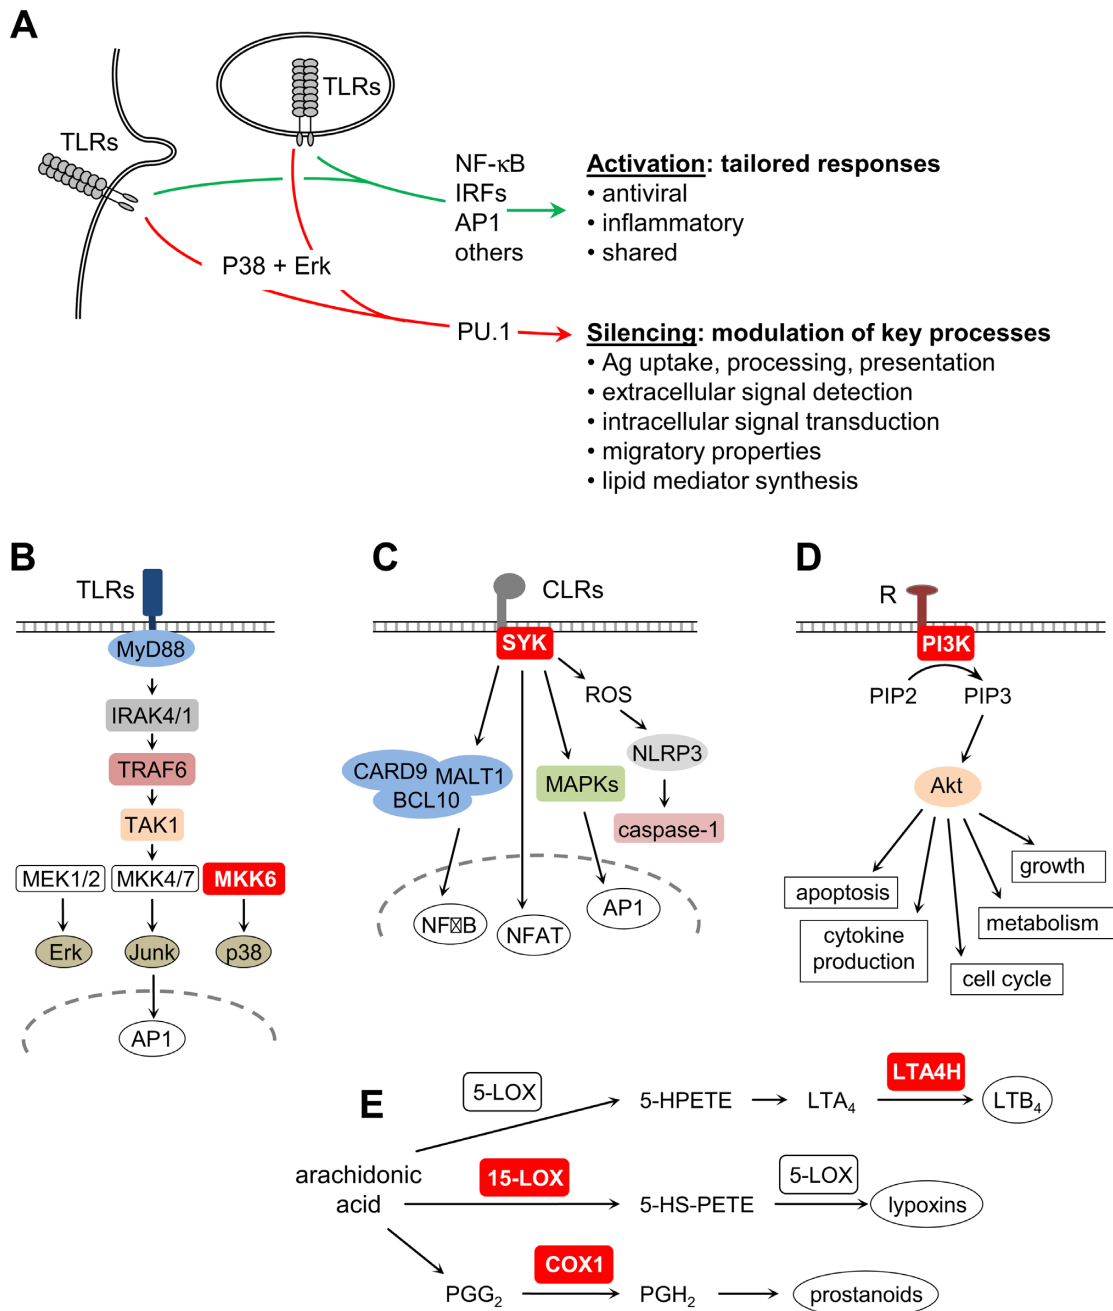 A
TLRs
TLRs
NF-κB
IRFs
AP1
others
Activation: tailored responses
• antiviral
• inflammatory
• shared
P38 + Erk
PU.1
Silencing: modulation of key processes
• Ag uptake, processing, presentation
• extracellular signal detection
• intracellular signal transduction
• migratory properties
• lipid mediator synthesis
B
TLRs
MyD88
IRAK4/1
TRAF6
TAK1
MEK1/2
MKK4/7
MKK6
Erk
Junk
p38
AP1
C
CLRs
SYK
ROS
NLRP3
CARD9
MALT1
BCL10
MAPKs
caspase-1
NF☒B
NFAT
AP1
D
R
PI3K
PIP2
PIP3
Akt
growth
apoptosis
metabolism
cytokine
production
cell cycle
E
5-LOX
5-HPETE
LTA₄
LTA4H
LTB₄
arachidonic
acid
15-LOX
5-HS-PETE
5-LOX
lypoxins
PGG₂
COX1
PGH₂
prostanoids